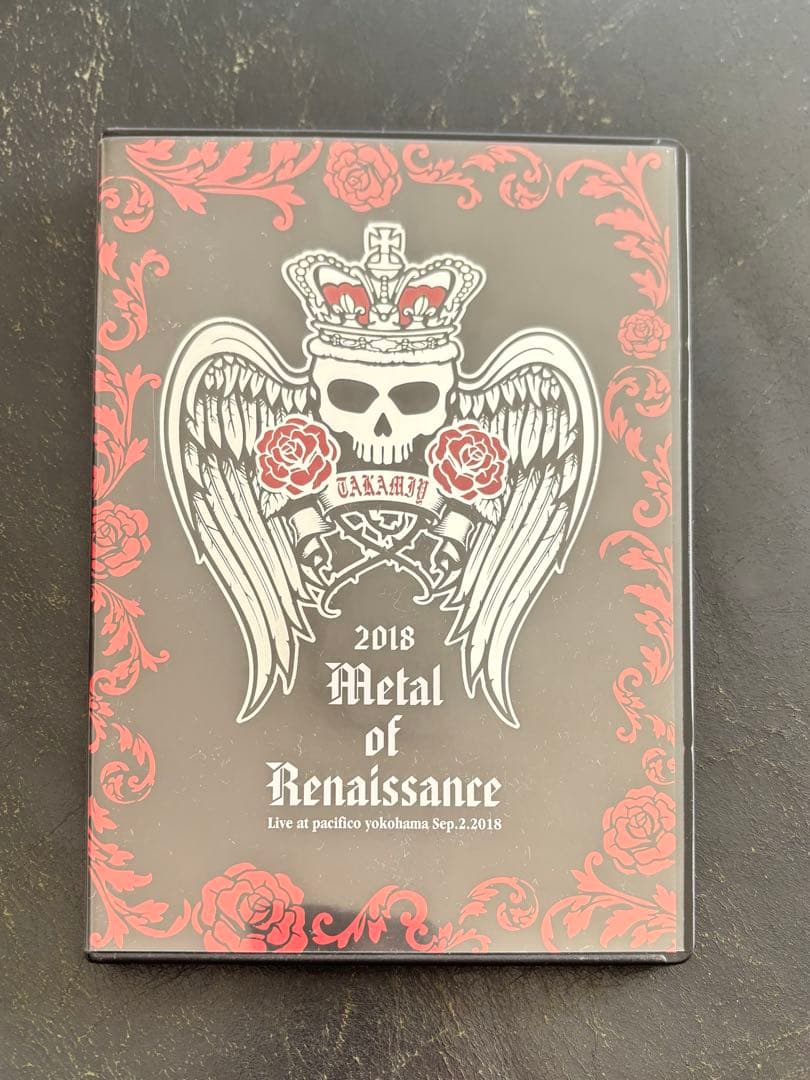 TAKAMIY
2018
Metal
of
Renaissance
Live at pacifico yokohama Sep.2.2018